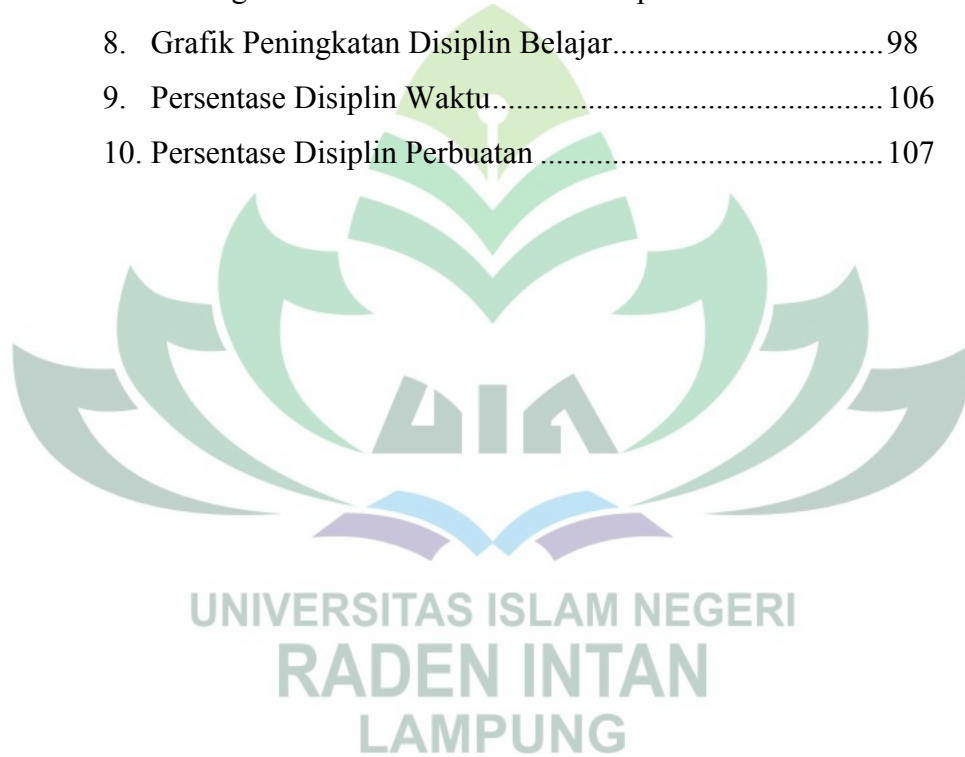 8. Grafik Peningkatan Disiplin Belajar..................................98
9. Persentase Disiplin Waktu.................................................106
10. Persentase Disiplin Perbuatan ...........................................107
UIN
UNIVERSITAS ISLAM NEGERI
RADEN INTAN
LAMPUNG